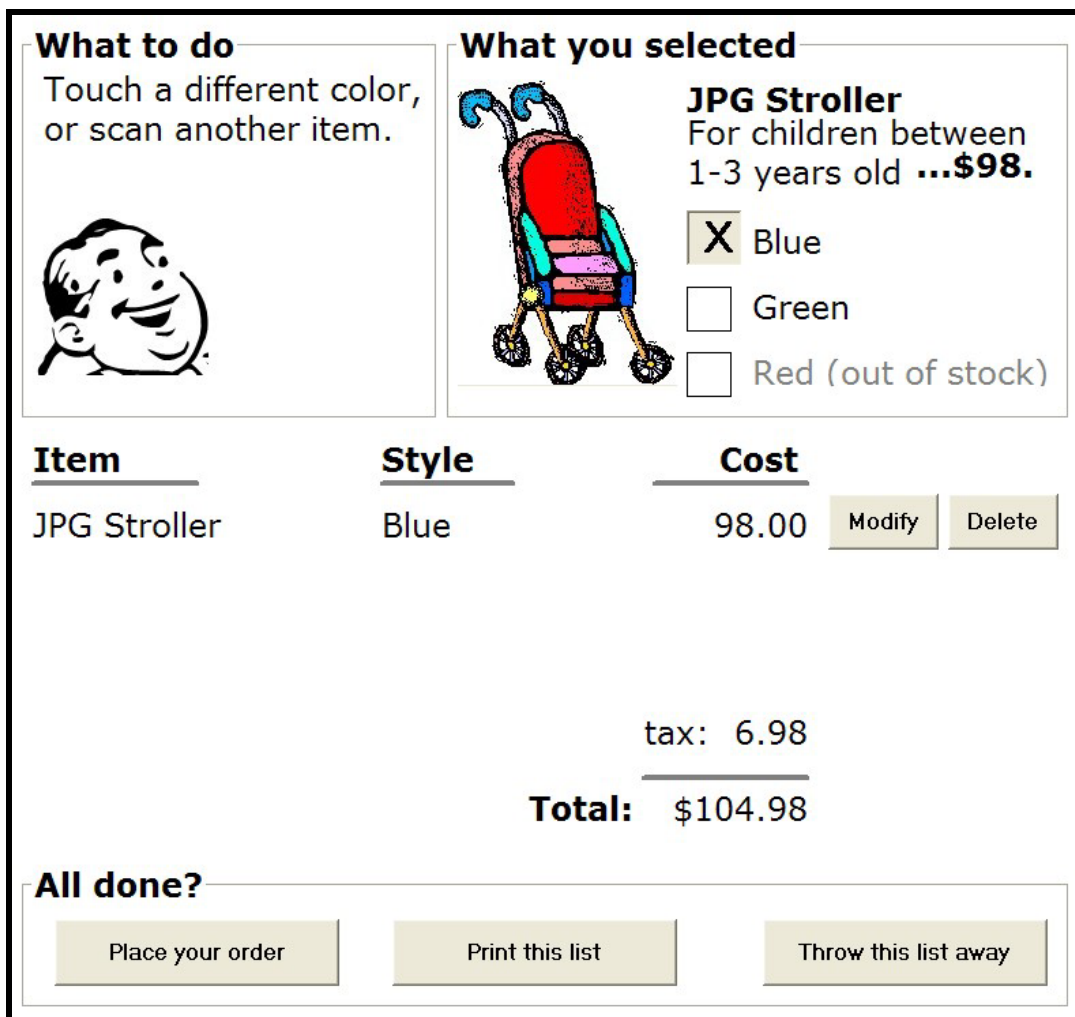 What to do
Touch a different color,
or scan another item.
What you selected
JPG Stroller
For children between
1-3 years old ...$98.
X Blue
Green
Red (out of stock)
Item Style Cost
JPG Stroller Blue 98.00 Modify Delete
tax: 6.98
Total: $104.98
All done?
Place your order Print this list Throw this list away